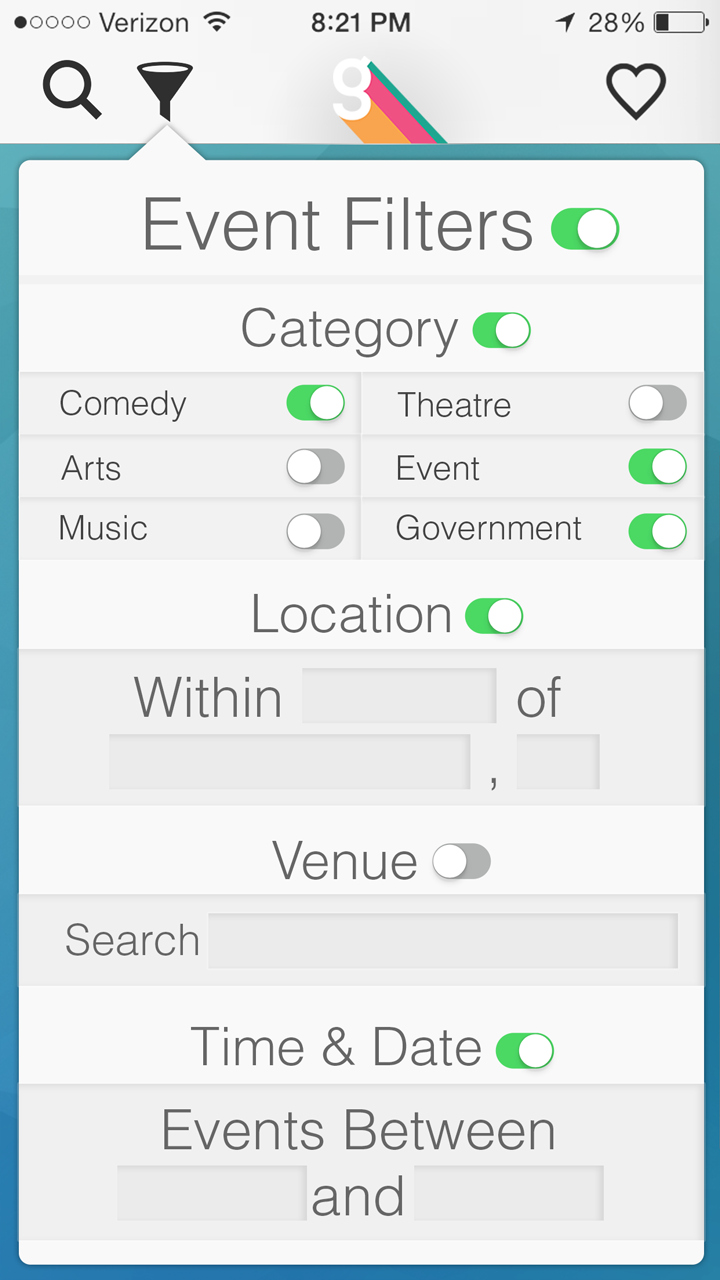 Verizon 8:21 PM 28%
g
Event Filters
Category
Comedy Theatre
Arts Event
Music Government
Location
Within of
,
Venue
Search
Time & Date
Events Between
and